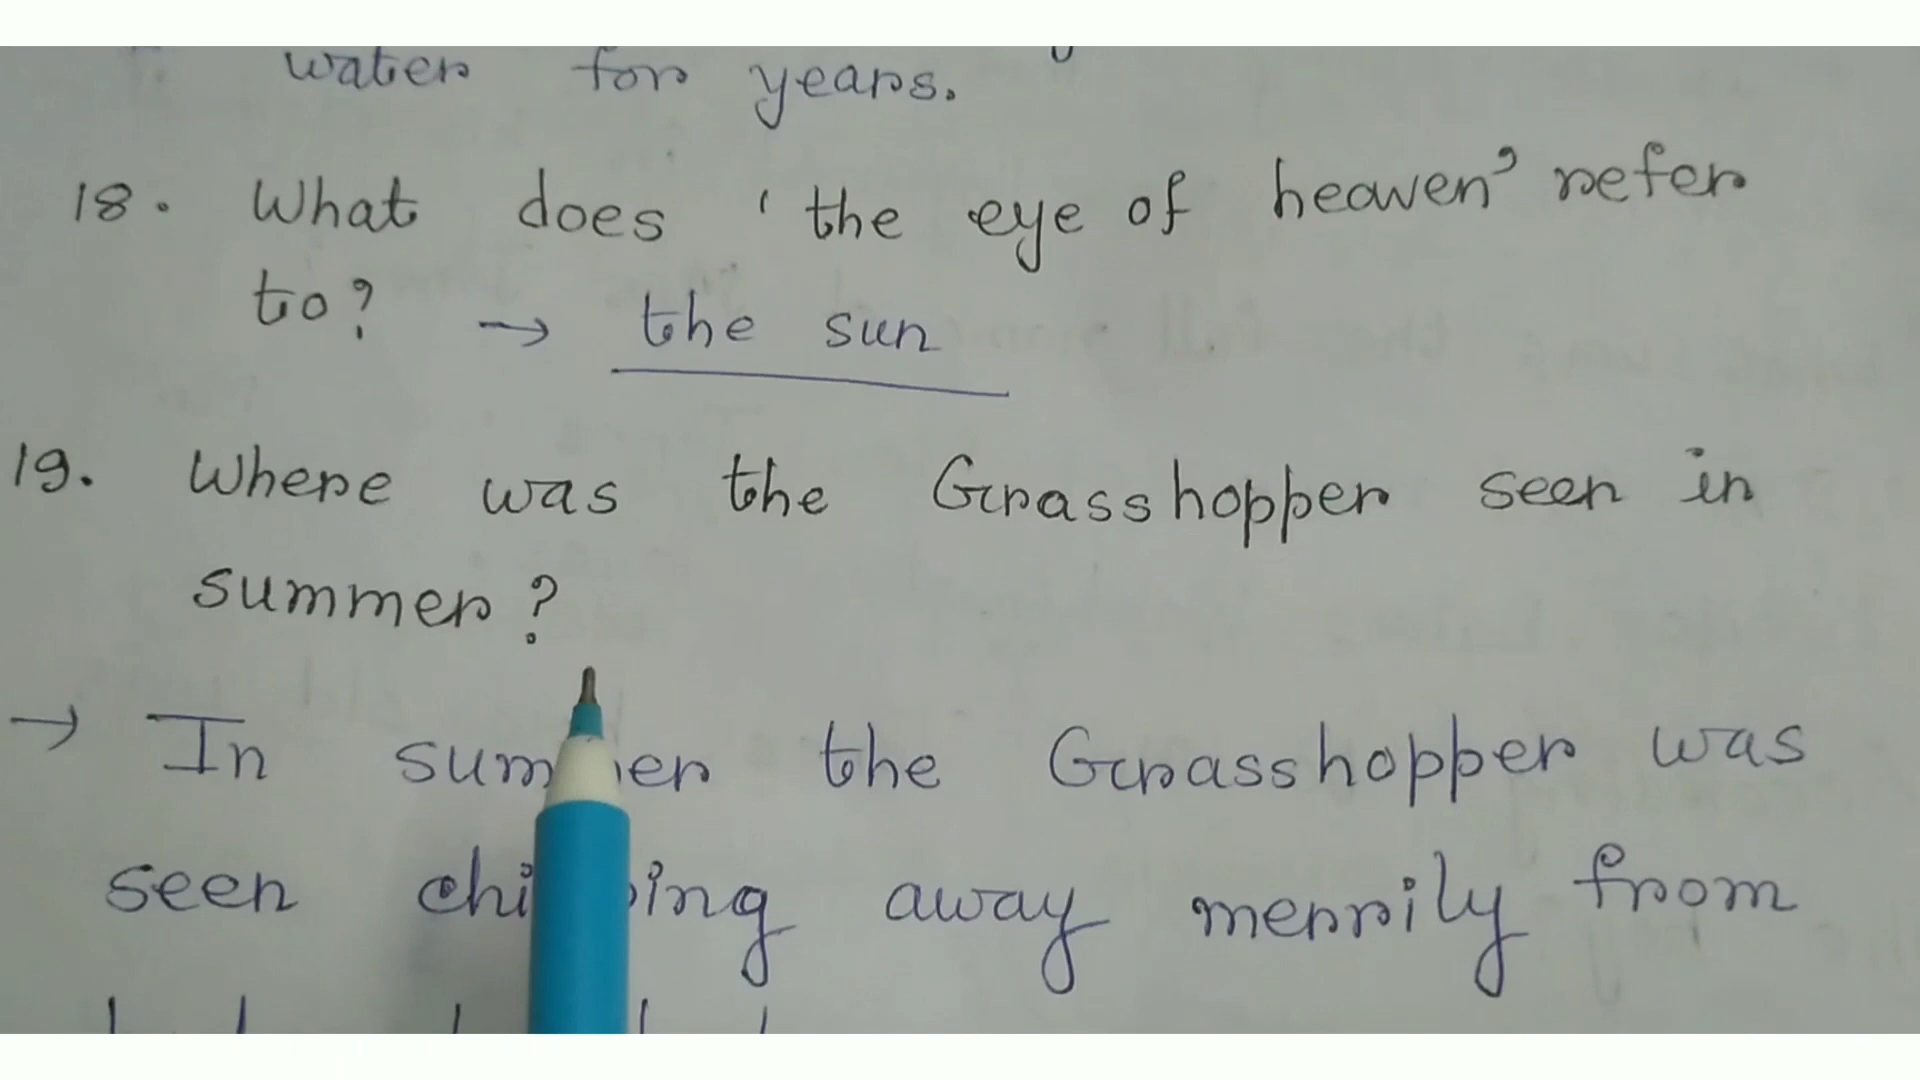 water for years.
18. What does 'the eye of heaven' refer
to? → the sun
19. Where was the Grasshopper seen in
summer?
→ In the Grasshopper was
seen away merrily from